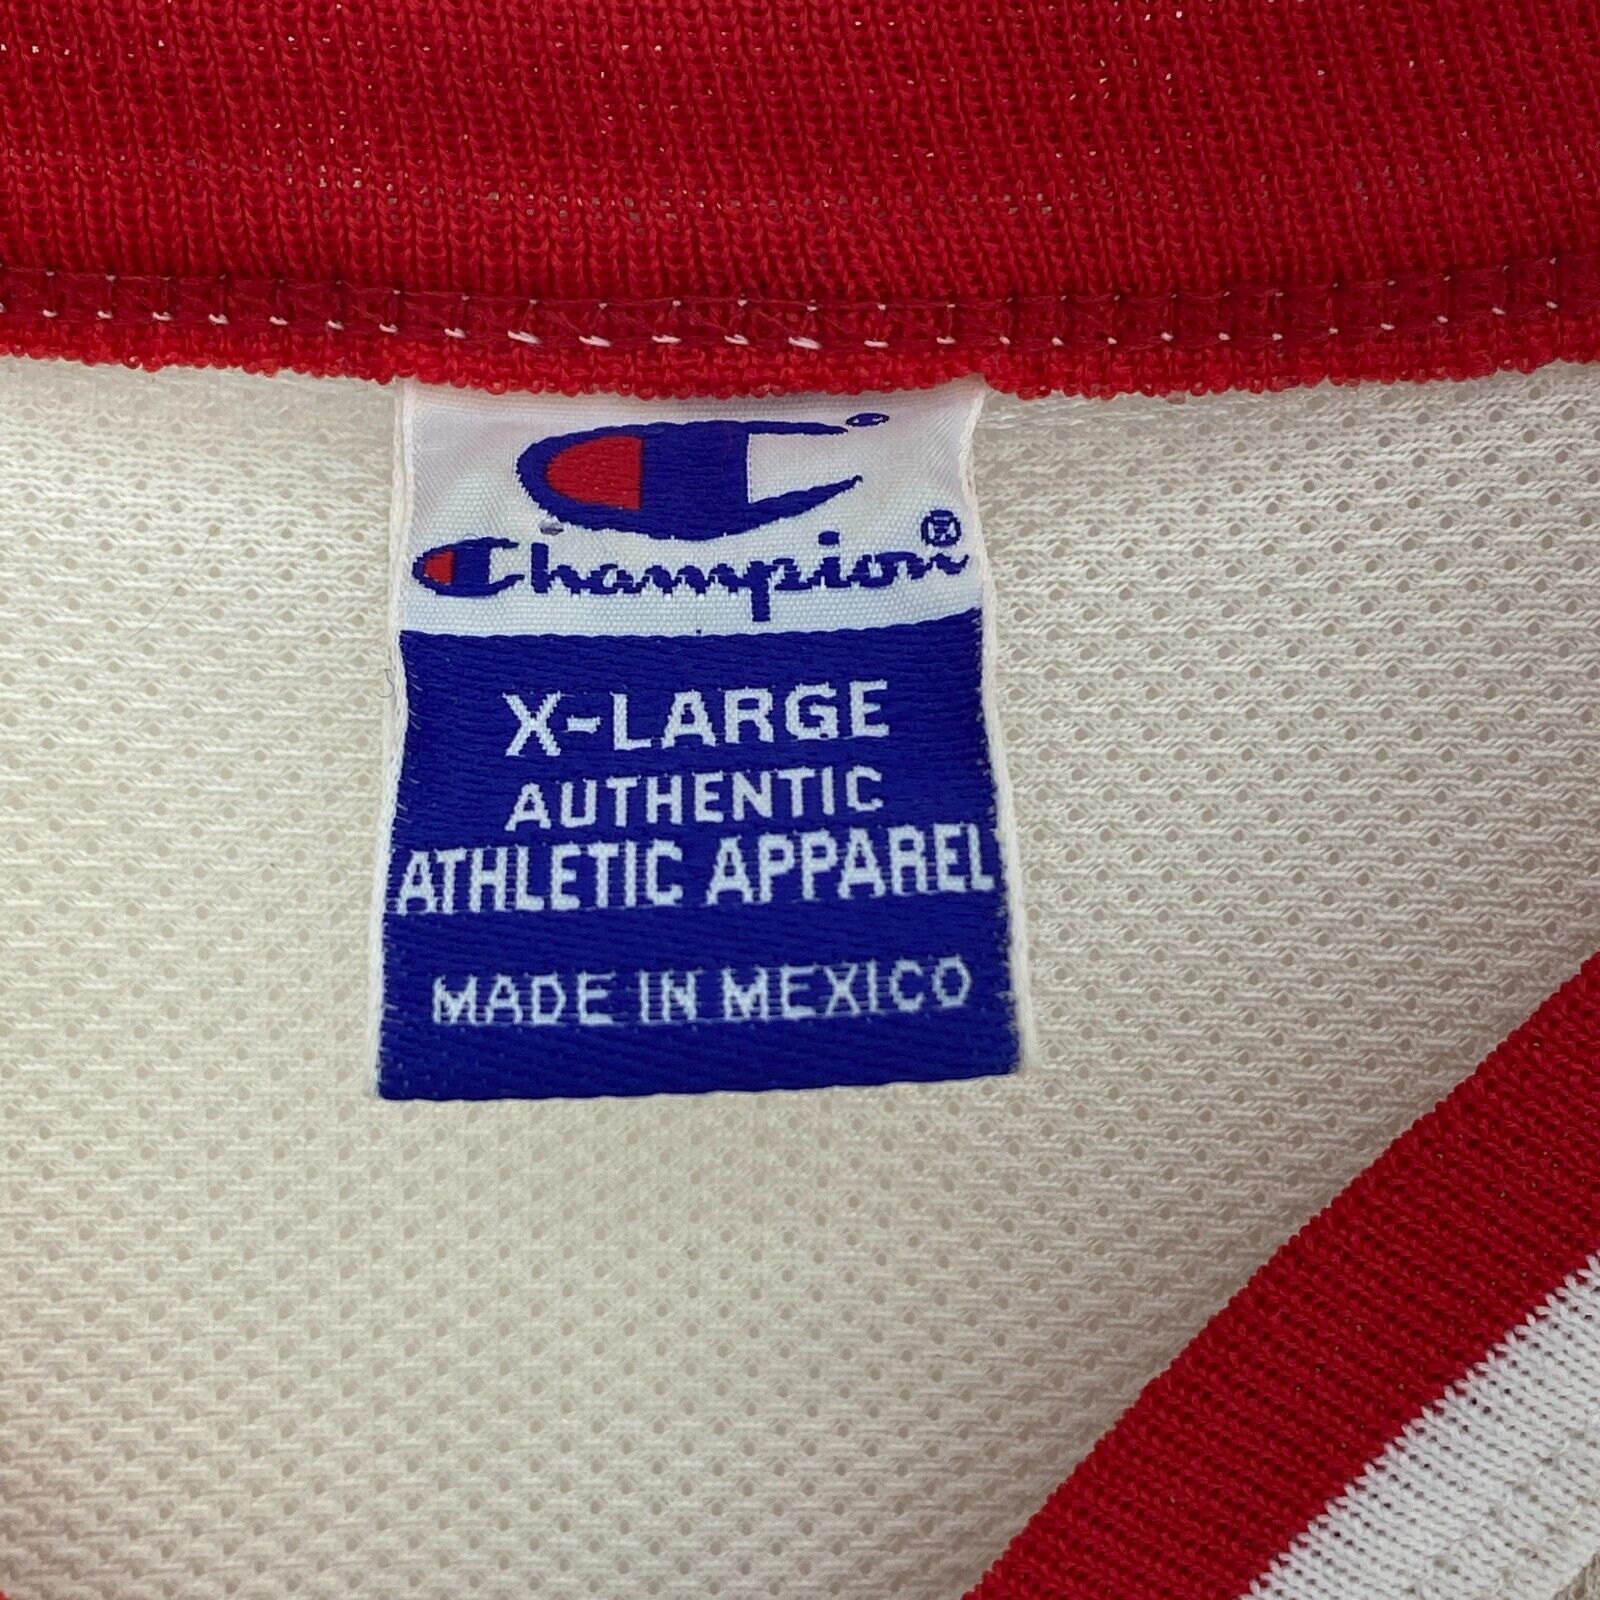 Champion®
X-LARGE
AUTHENTIC
ATHLETIC APPAREL
MADE IN MEXICO